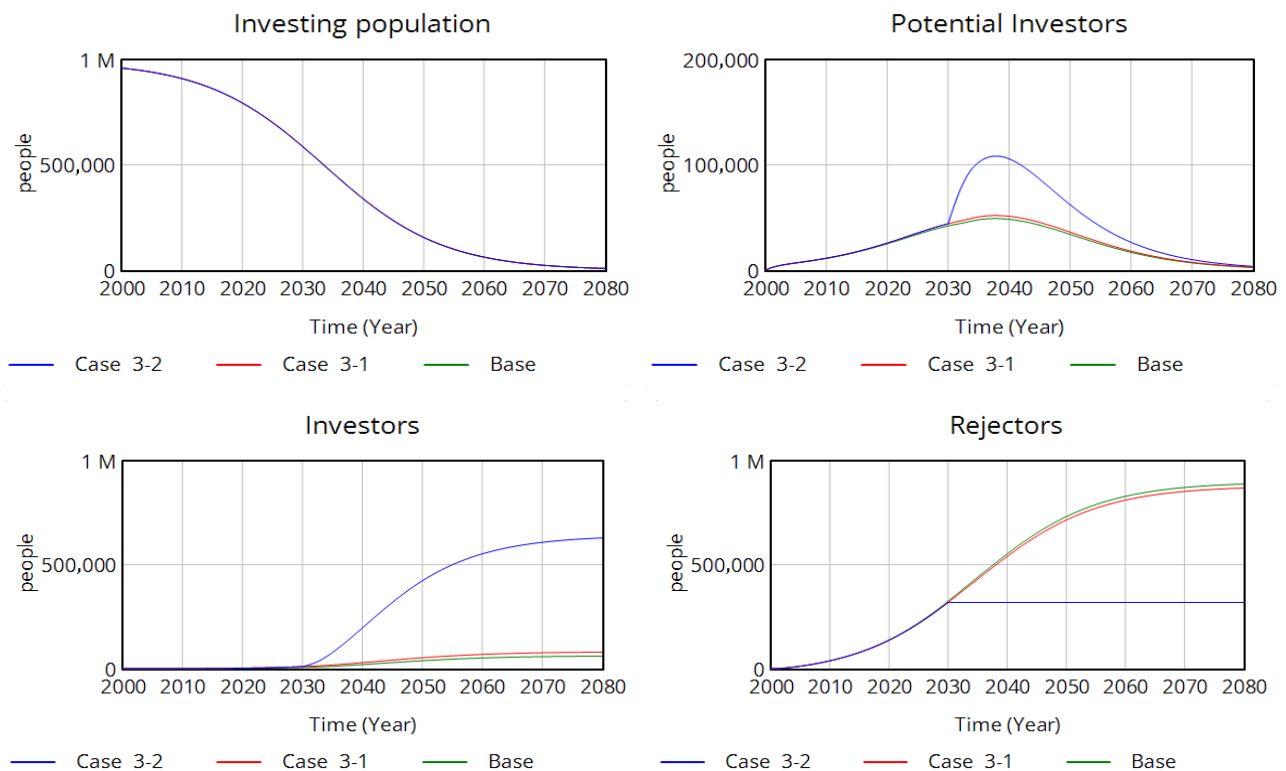 Investing population
1 M
500,000
0
people
2000 2010 2020 2030 2040 2050 2060 2070 2080
Time (Year)
Case 3-2 Case 3-1 Base
Potential Investors
200,000
100,000
0
people
2000 2010 2020 2030 2040 2050 2060 2070 2080
Time (Year)
Case 3-2 Case 3-1 Base
Investors
1 M
500,000
0
people
2000 2010 2020 2030 2040 2050 2060 2070 2080
Time (Year)
Case 3-2 Case 3-1 Base
Rejectors
1 M
500,000
0
people
2000 2010 2020 2030 2040 2050 2060 2070 2080
Time (Year)
Case 3-2 Case 3-1 Base